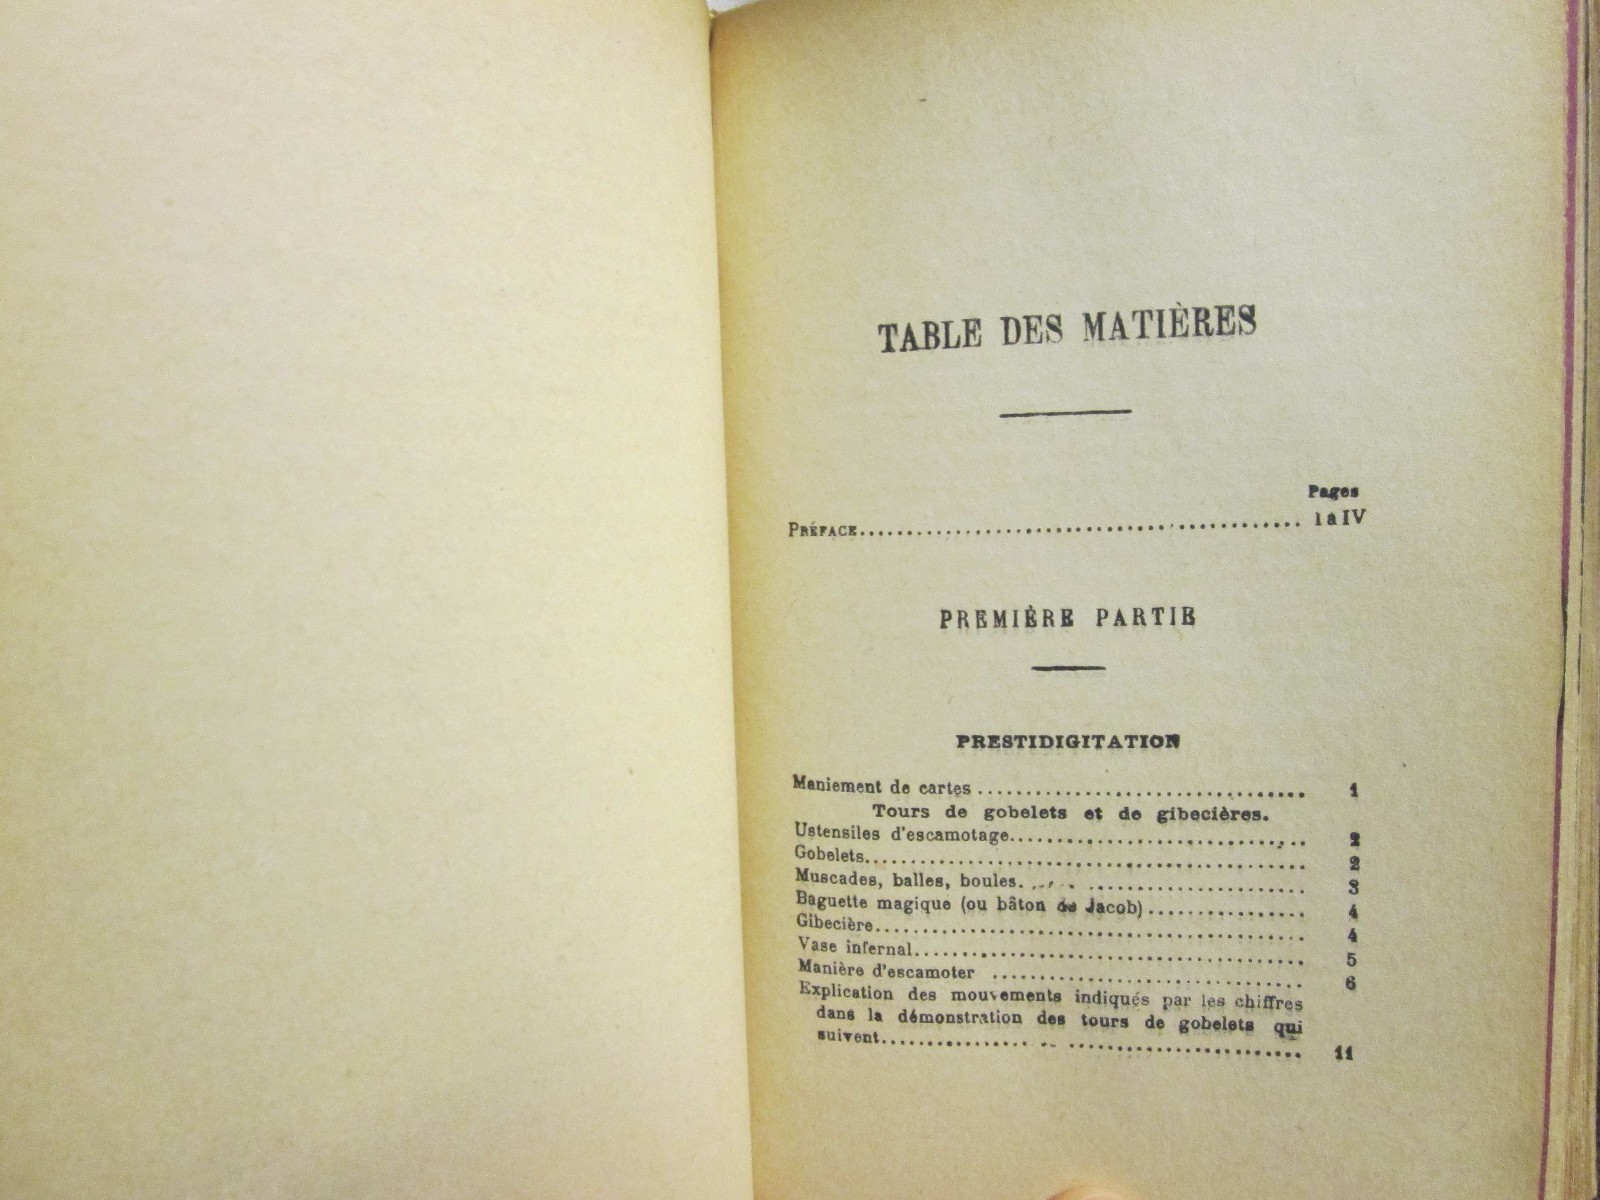 TABLE DES MATIÈRES
Pages
PRÉFACE............................................ I à IV
PREMIÈRE PARTIE
PRESTIDIGITATION
Maniement de cartes .................................. 1
Tours de gobelets et de gibecières.
Ustensiles d'escamotage............................... 2
Gobelets.............................................. 2
Muscades, balles, boules. ............................ 3
Baguette magique (ou bâton de Jacob)................. 4
Gibecière............................................. 4
Vase infernal......................................... 5
Manière d'escamoter .................................. 6
Explication des mouvements indiqués par les chiffres
dans la démonstration des tours de gobelets qui
suivent............................................... 11